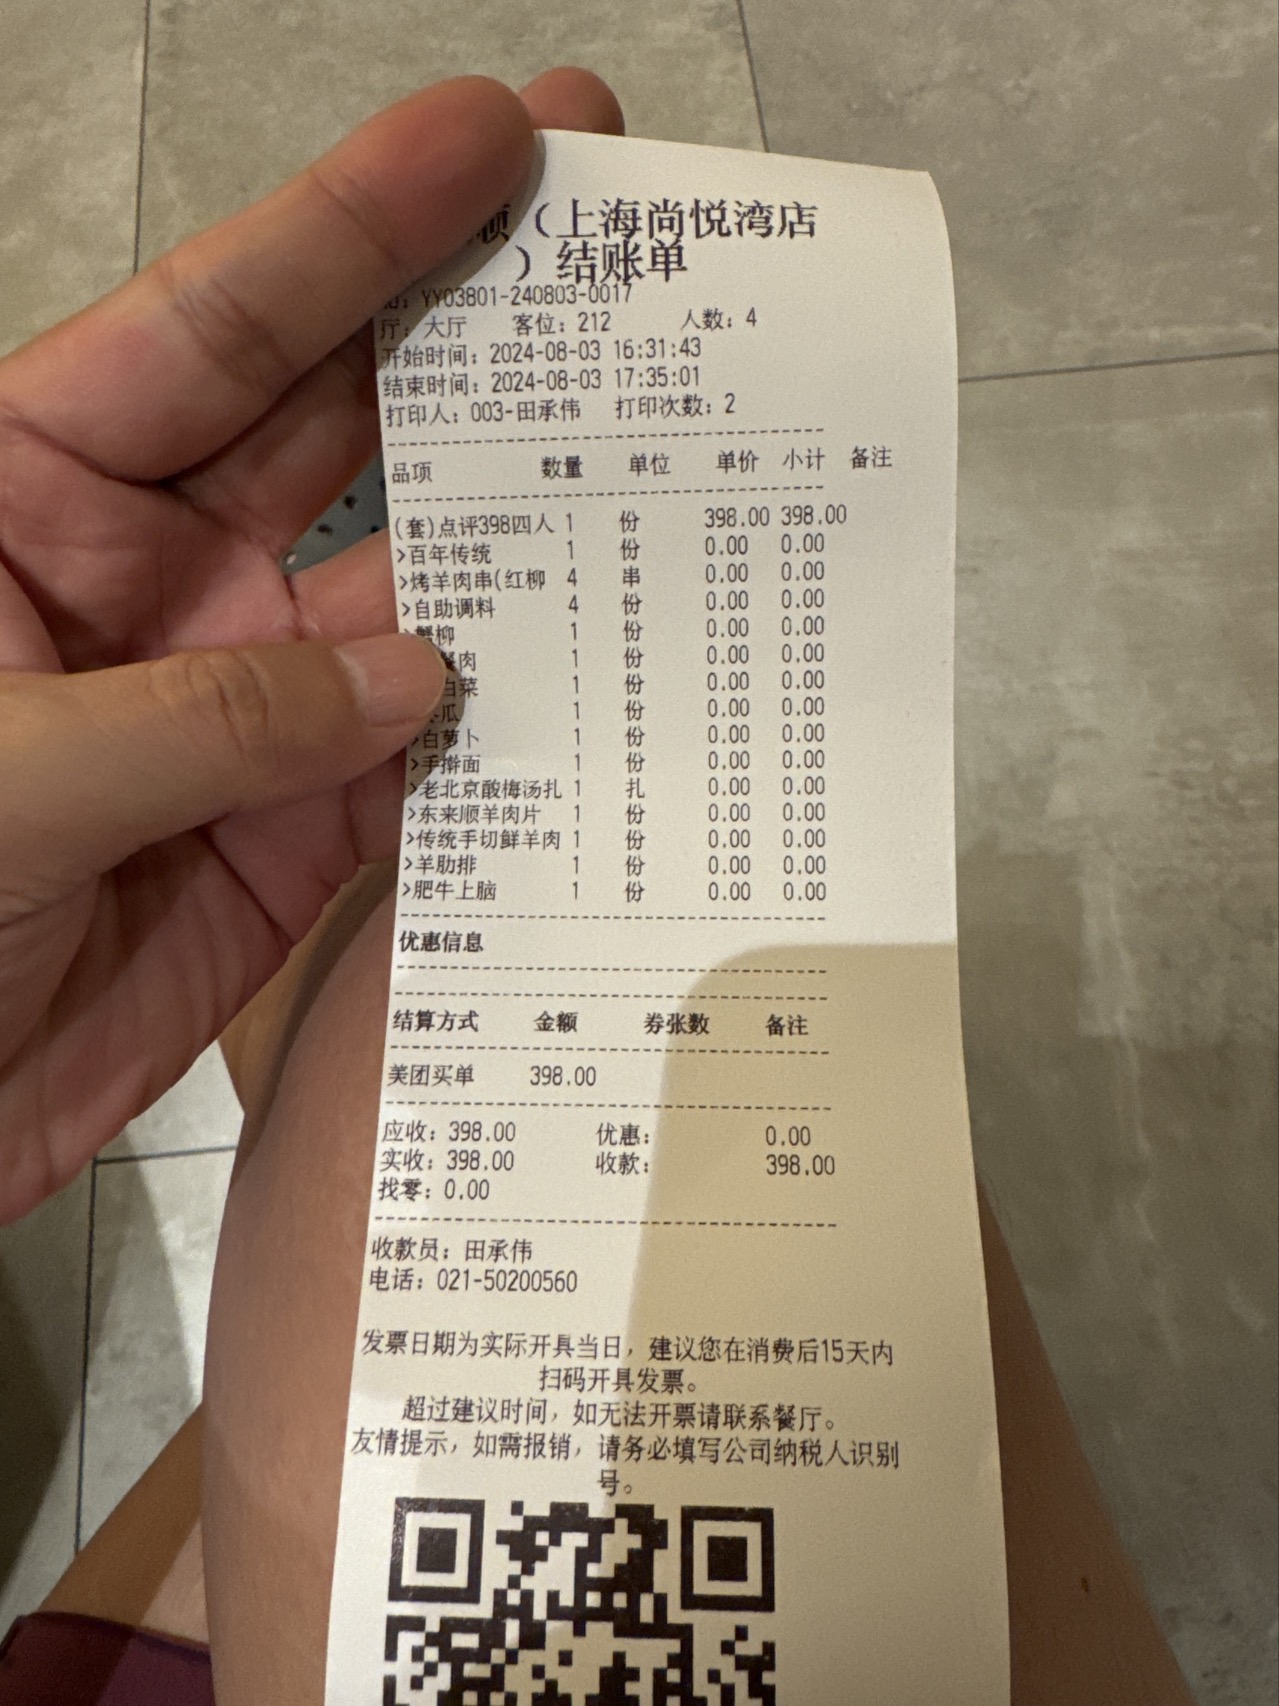 顺（上海尚悦湾店
）结账单
YY03801-240803-0017
厅：大厅 客位：212 人数：4
开始时间：2024-08-03 16:31:43
结束时间：2024-08-03 17:35:01
打印人：003-田承伟 打印次数：2
品项 数量 单位 单价 小计 备注
(套)点评398四人 1 份 398.00 398.00
>百年传统 1 份 0.00 0.00
>烤羊肉串(红柳 4 串 0.00 0.00
>自助调料 4 份 0.00 0.00
>蟹柳 1 份 0.00 0.00
餐肉 1 份 0.00 0.00
白菜 1 份 0.00 0.00
冬瓜 1 份 0.00 0.00
>白萝卜 1 份 0.00 0.00
>手擀面 1 份 0.00 0.00
>老北京酸梅汤扎 1 扎 0.00 0.00
>东来顺羊肉片 1 份 0.00 0.00
>传统手切鲜羊肉 1 份 0.00 0.00
>羊肋排 1 份 0.00 0.00
>肥牛上脑 1 份 0.00 0.00
优惠信息
结算方式 金额 券张数 备注
美团买单 398.00
应收：398.00 优惠： 0.00
实收：398.00 收款： 398.00
找零：0.00
收款员：田承伟
电话：021-50200560
发票日期为实际开具当日，建议您在消费后15天内
扫码开具发票。
超过建议时间，如无法开票请联系餐厅。
友情提示，如需报销，请务必填写公司纳税人识别
号。